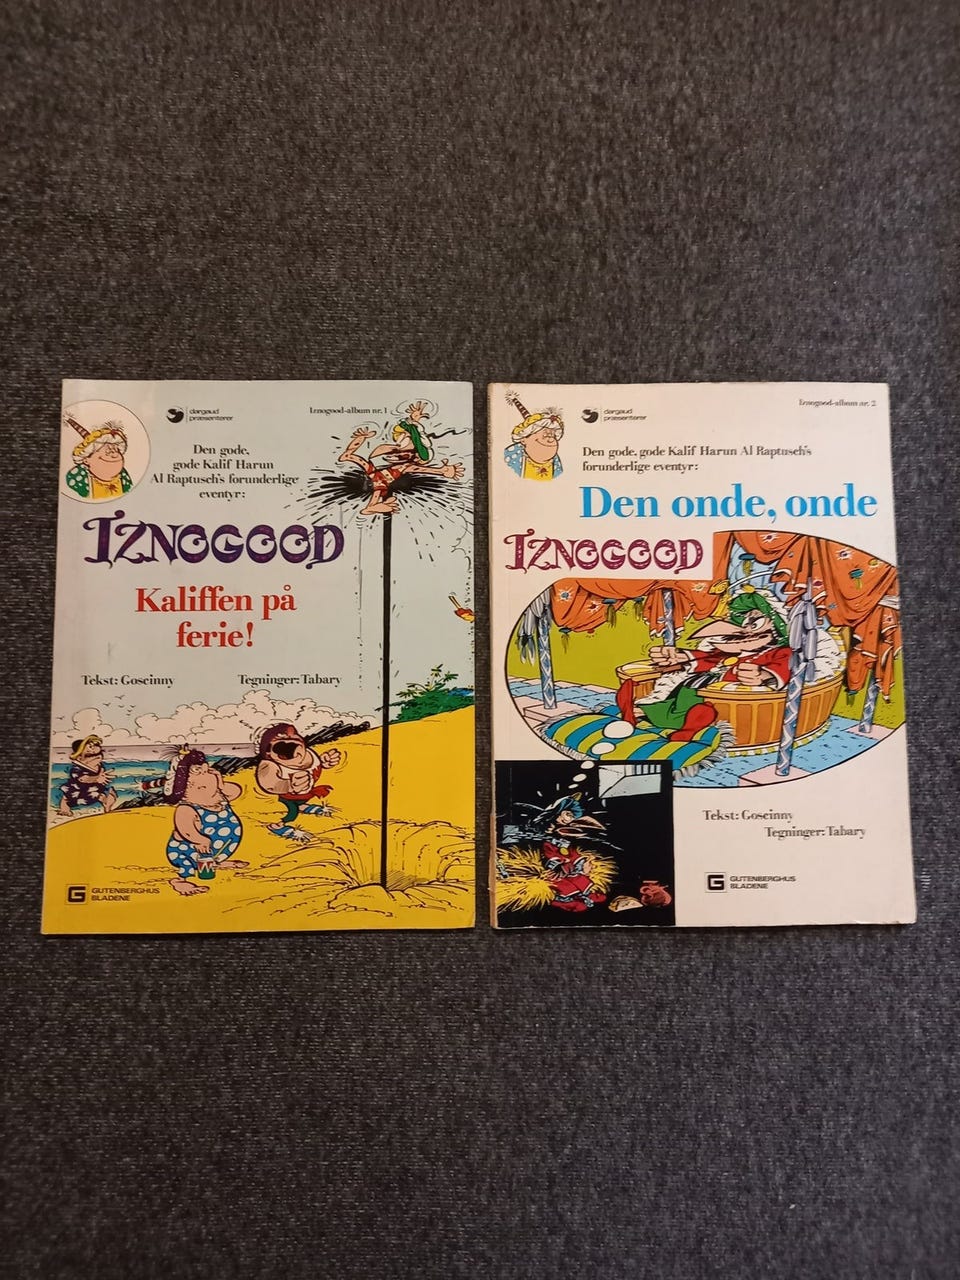 dargaud
præsenterer
Iznogood-album nr. 1
Den gode,
gode Kalif Harun
Al Raptusch's forunderlige
eventyr:
IZNOGOOD
Kaliffen på
ferie!
Tekst: Goscinny
Tegninger: Tabary
G GUTENBERGHUS
BLADENE
dargaud
præsenterer
Iznogood-album nr. 2
Den gode, gode Kalif Harun Al Raptusch's
forunderlige eventyr:
Den onde, onde
IZNOGOOD
Tekst: Goscinny
Tegninger: Tabary
G GUTENBERGHUS
BLADENE